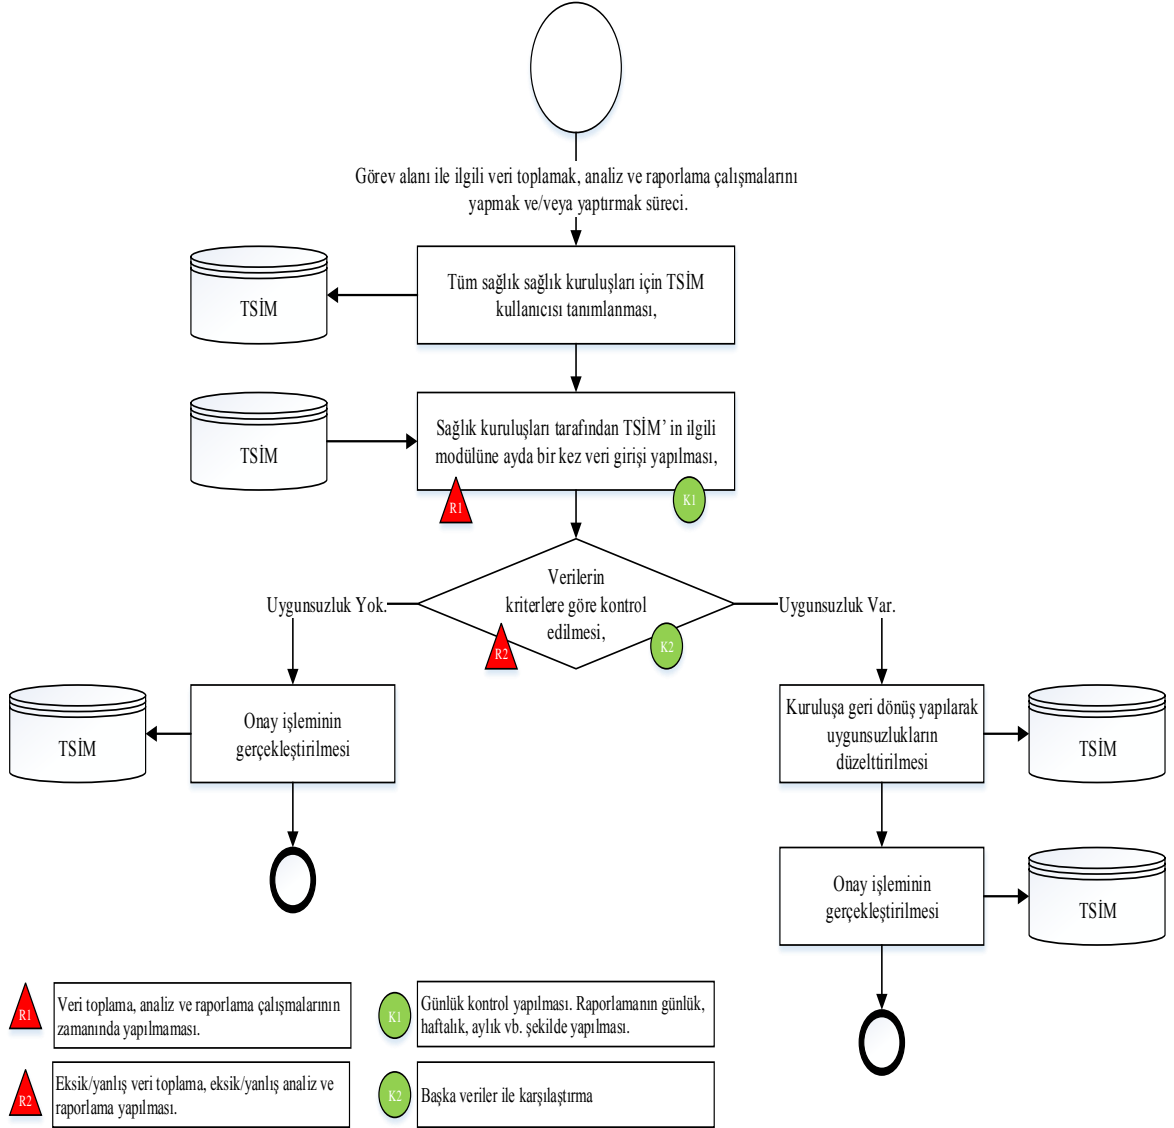 Görev alanı ile ilgili veri toplamak, analiz ve raporlama çalışmalarını
yapmak ve/veya yaptırmak süreci.
TSİM
Tüm sağlık sağlık kuruluşları için TSİM
kullanıcısı tanımlanması,
TSİM
Sağlık kuruluşları tarafından TSİM’ in ilgili
modülüne ayda bir kez veri girişi yapılması,
R1
K1
Verilerin
kriterlere göre kontrol
edilmesi,
R2
K2
Uygunsuzluk Yok.
Uygunsuzluk Var.
TSİM
Onay işleminin
gerçekleştirilmesi
Kuruluşa geri dönüş yapılarak
uygunsuzlukların
düzelttirilmesi
TSİM
Onay işleminin
gerçekleştirilmesi
TSİM
R1
Veri toplama, analiz ve raporlama çalışmalarının
zamanında yapılmaması.
K1
Günlük kontrol yapılması. Raporlamanın günlük,
haftalık, aylık vb. şekilde yapılması.
R2
Eksik/yanlış veri toplama, eksik/yanlış analiz ve
raporlama yapılması.
K2
Başka veriler ile karşılaştırma